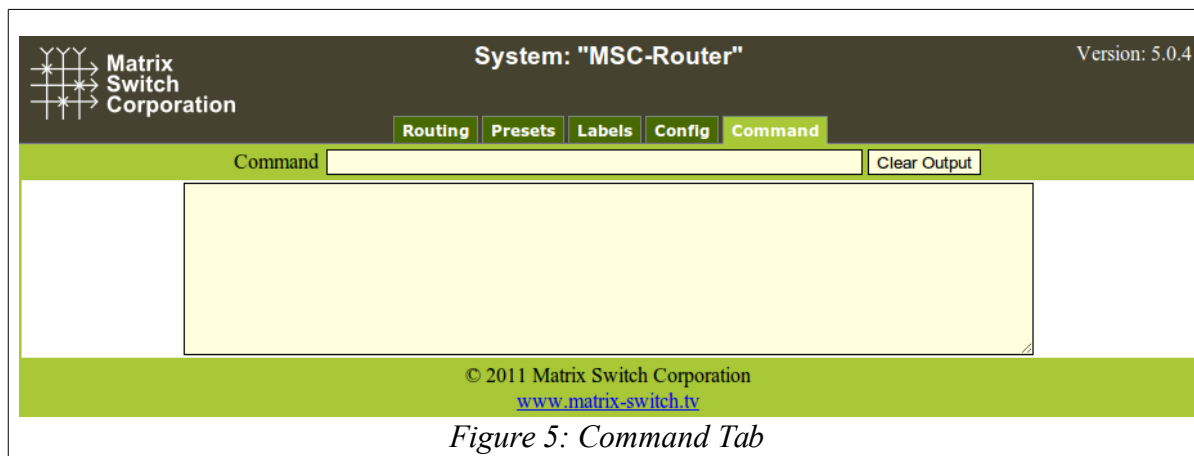 Matrix
Switch
Corporation
System: "MSC-Router"
Version: 5.0.4
Routing Presets Labels Config Command
Command Clear Output
© 2011 Matrix Switch Corporation
www.matrix-switch.tv
Figure 5: Command Tab